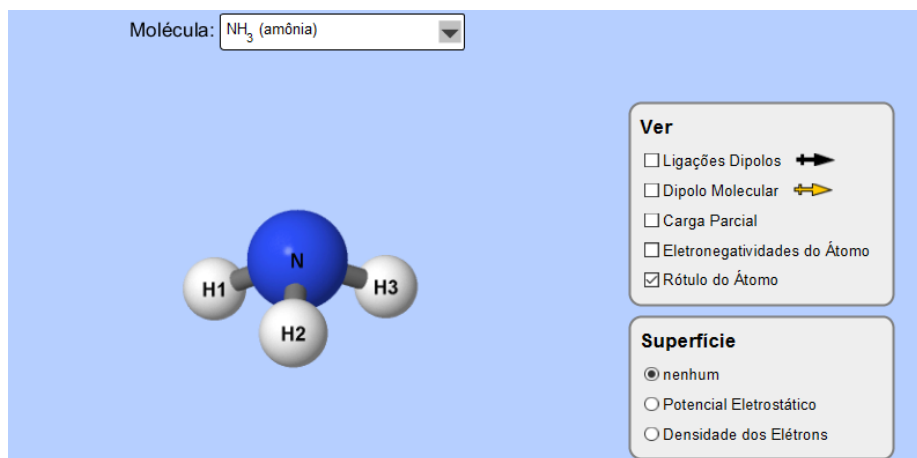 Molécula: NH3 (amônia)
N
H1
H3
H2
Ver
Ligações Dipolos
Dipolo Molecular
Carga Parcial
Eletronegatividades do Átomo
Rótulo do Átomo
Superfície
nenhum
Potencial Eletrostático
Densidade dos Elétrons